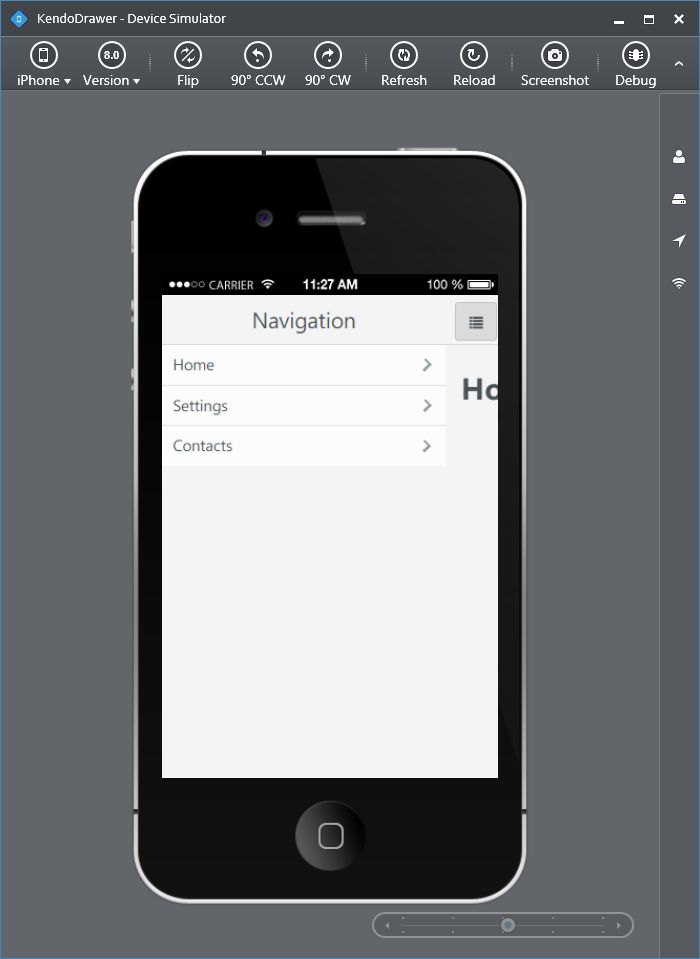 KendoDrawer - Device Simulator
8.0
iPhone Version Flip 90° CCW 90° CW Refresh Reload Screenshot Debug
CARRIER 11:27 AM 100 %
Navigation
Home
Ho
Settings
Contacts